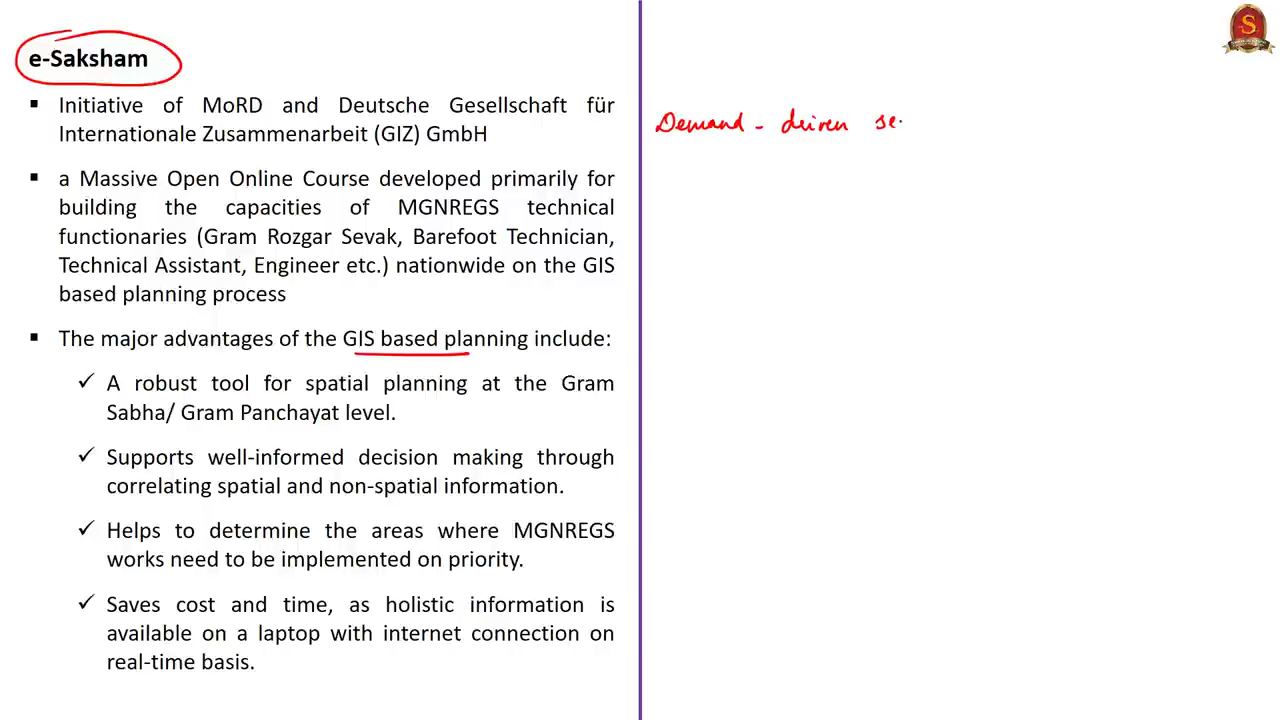 e-Saksham
▪ Initiative of MoRD and Deutsche Gesellschaft für
Internationale Zusammenarbeit (GIZ) GmbH
▪ a Massive Open Online Course developed primarily for
building the capacities of MGNREGS technical
functionaries (Gram Rozgar Sevak, Barefoot Technician,
Technical Assistant, Engineer etc.) nationwide on the GIS
based planning process
▪ The major advantages of the GIS based planning include:
✓ A robust tool for spatial planning at the Gram
Sabha/ Gram Panchayat level.
✓ Supports well-informed decision making through
correlating spatial and non-spatial information.
✓ Helps to determine the areas where MGNREGS
works need to be implemented on priority.
✓ Saves cost and time, as holistic information is
available on a laptop with internet connection on
real-time basis.
Demand - driven se
S